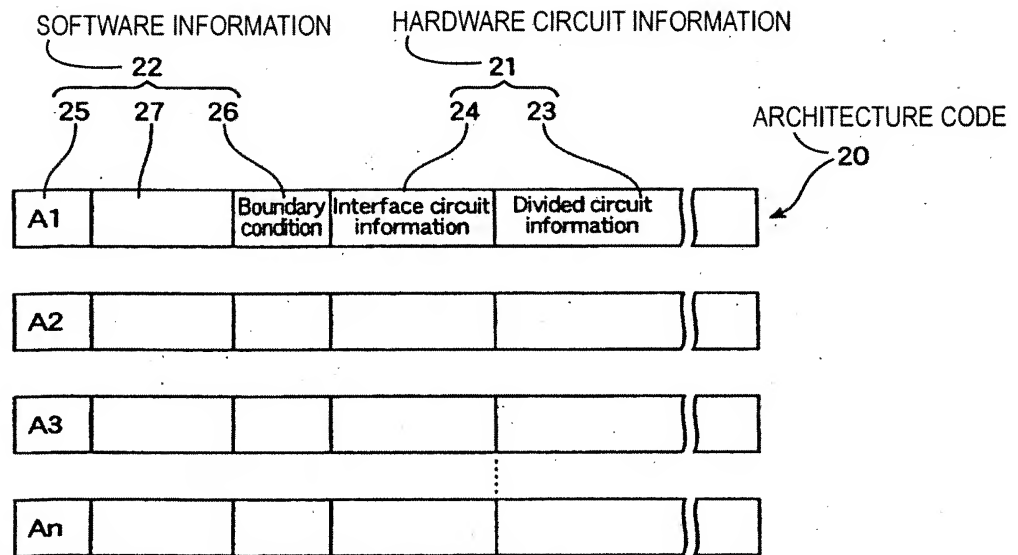 SOFTWARE INFORMATION
HARDWARE CIRCUIT INFORMATION
22
21
25 27 26 24 23
ARCHITECTURE CODE
20
A1
Boundary condition
Interface circuit information
Divided circuit information
A2
A3
An